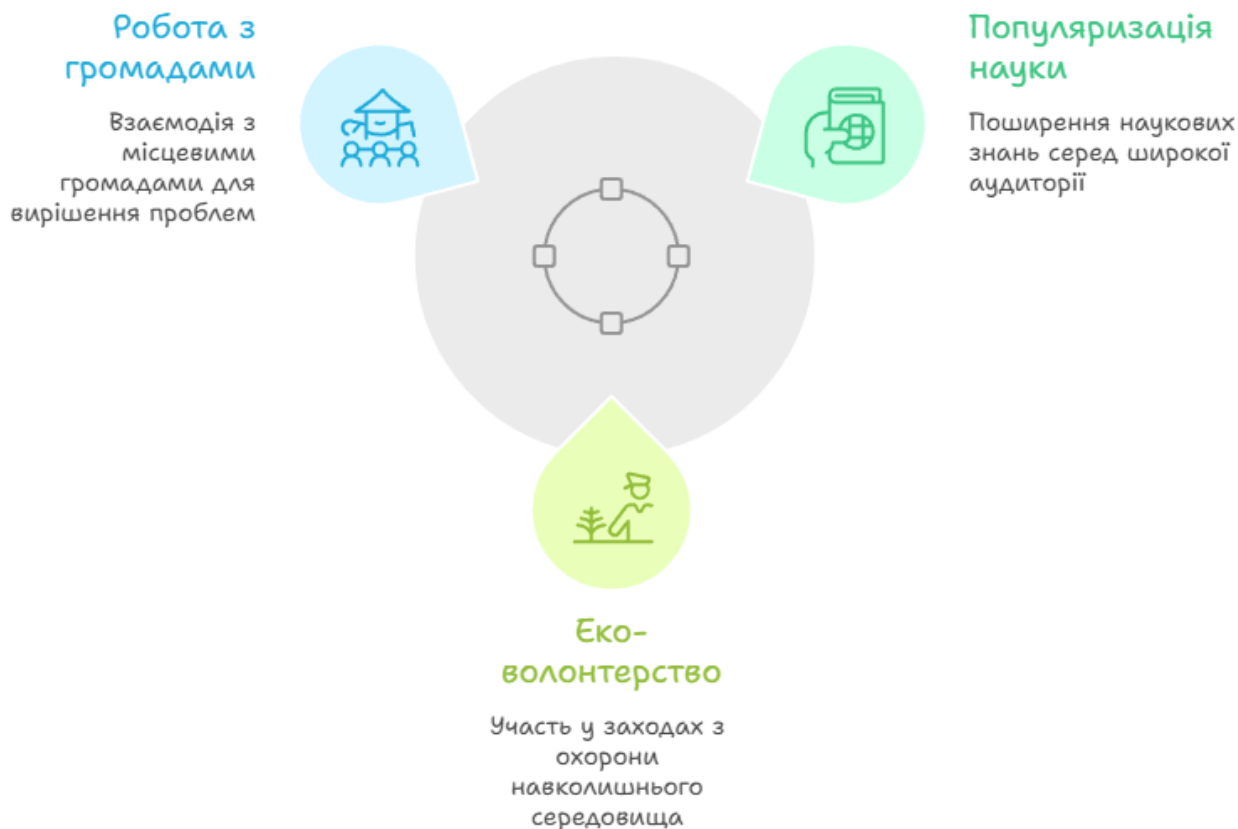 Робота з
громадами
Взаємодія з
місцевими
громадами для
вирішення проблем
Популяризація
науки
Поширення наукових
знань серед широкої
аудиторії
Еко-
волонтерство
Участь у заходах з
охорони
навколишнього
середовища